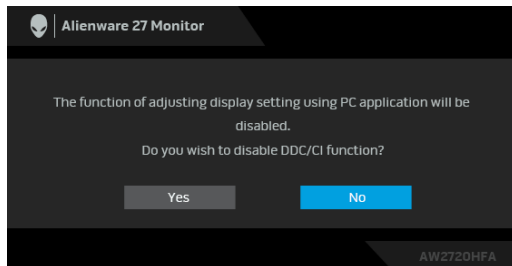 Alienware 27 Monitor
The function of adjusting display setting using PC application will be
disabled.
Do you wish to disable DDC/CI function?
Yes
No
AW2720HFA